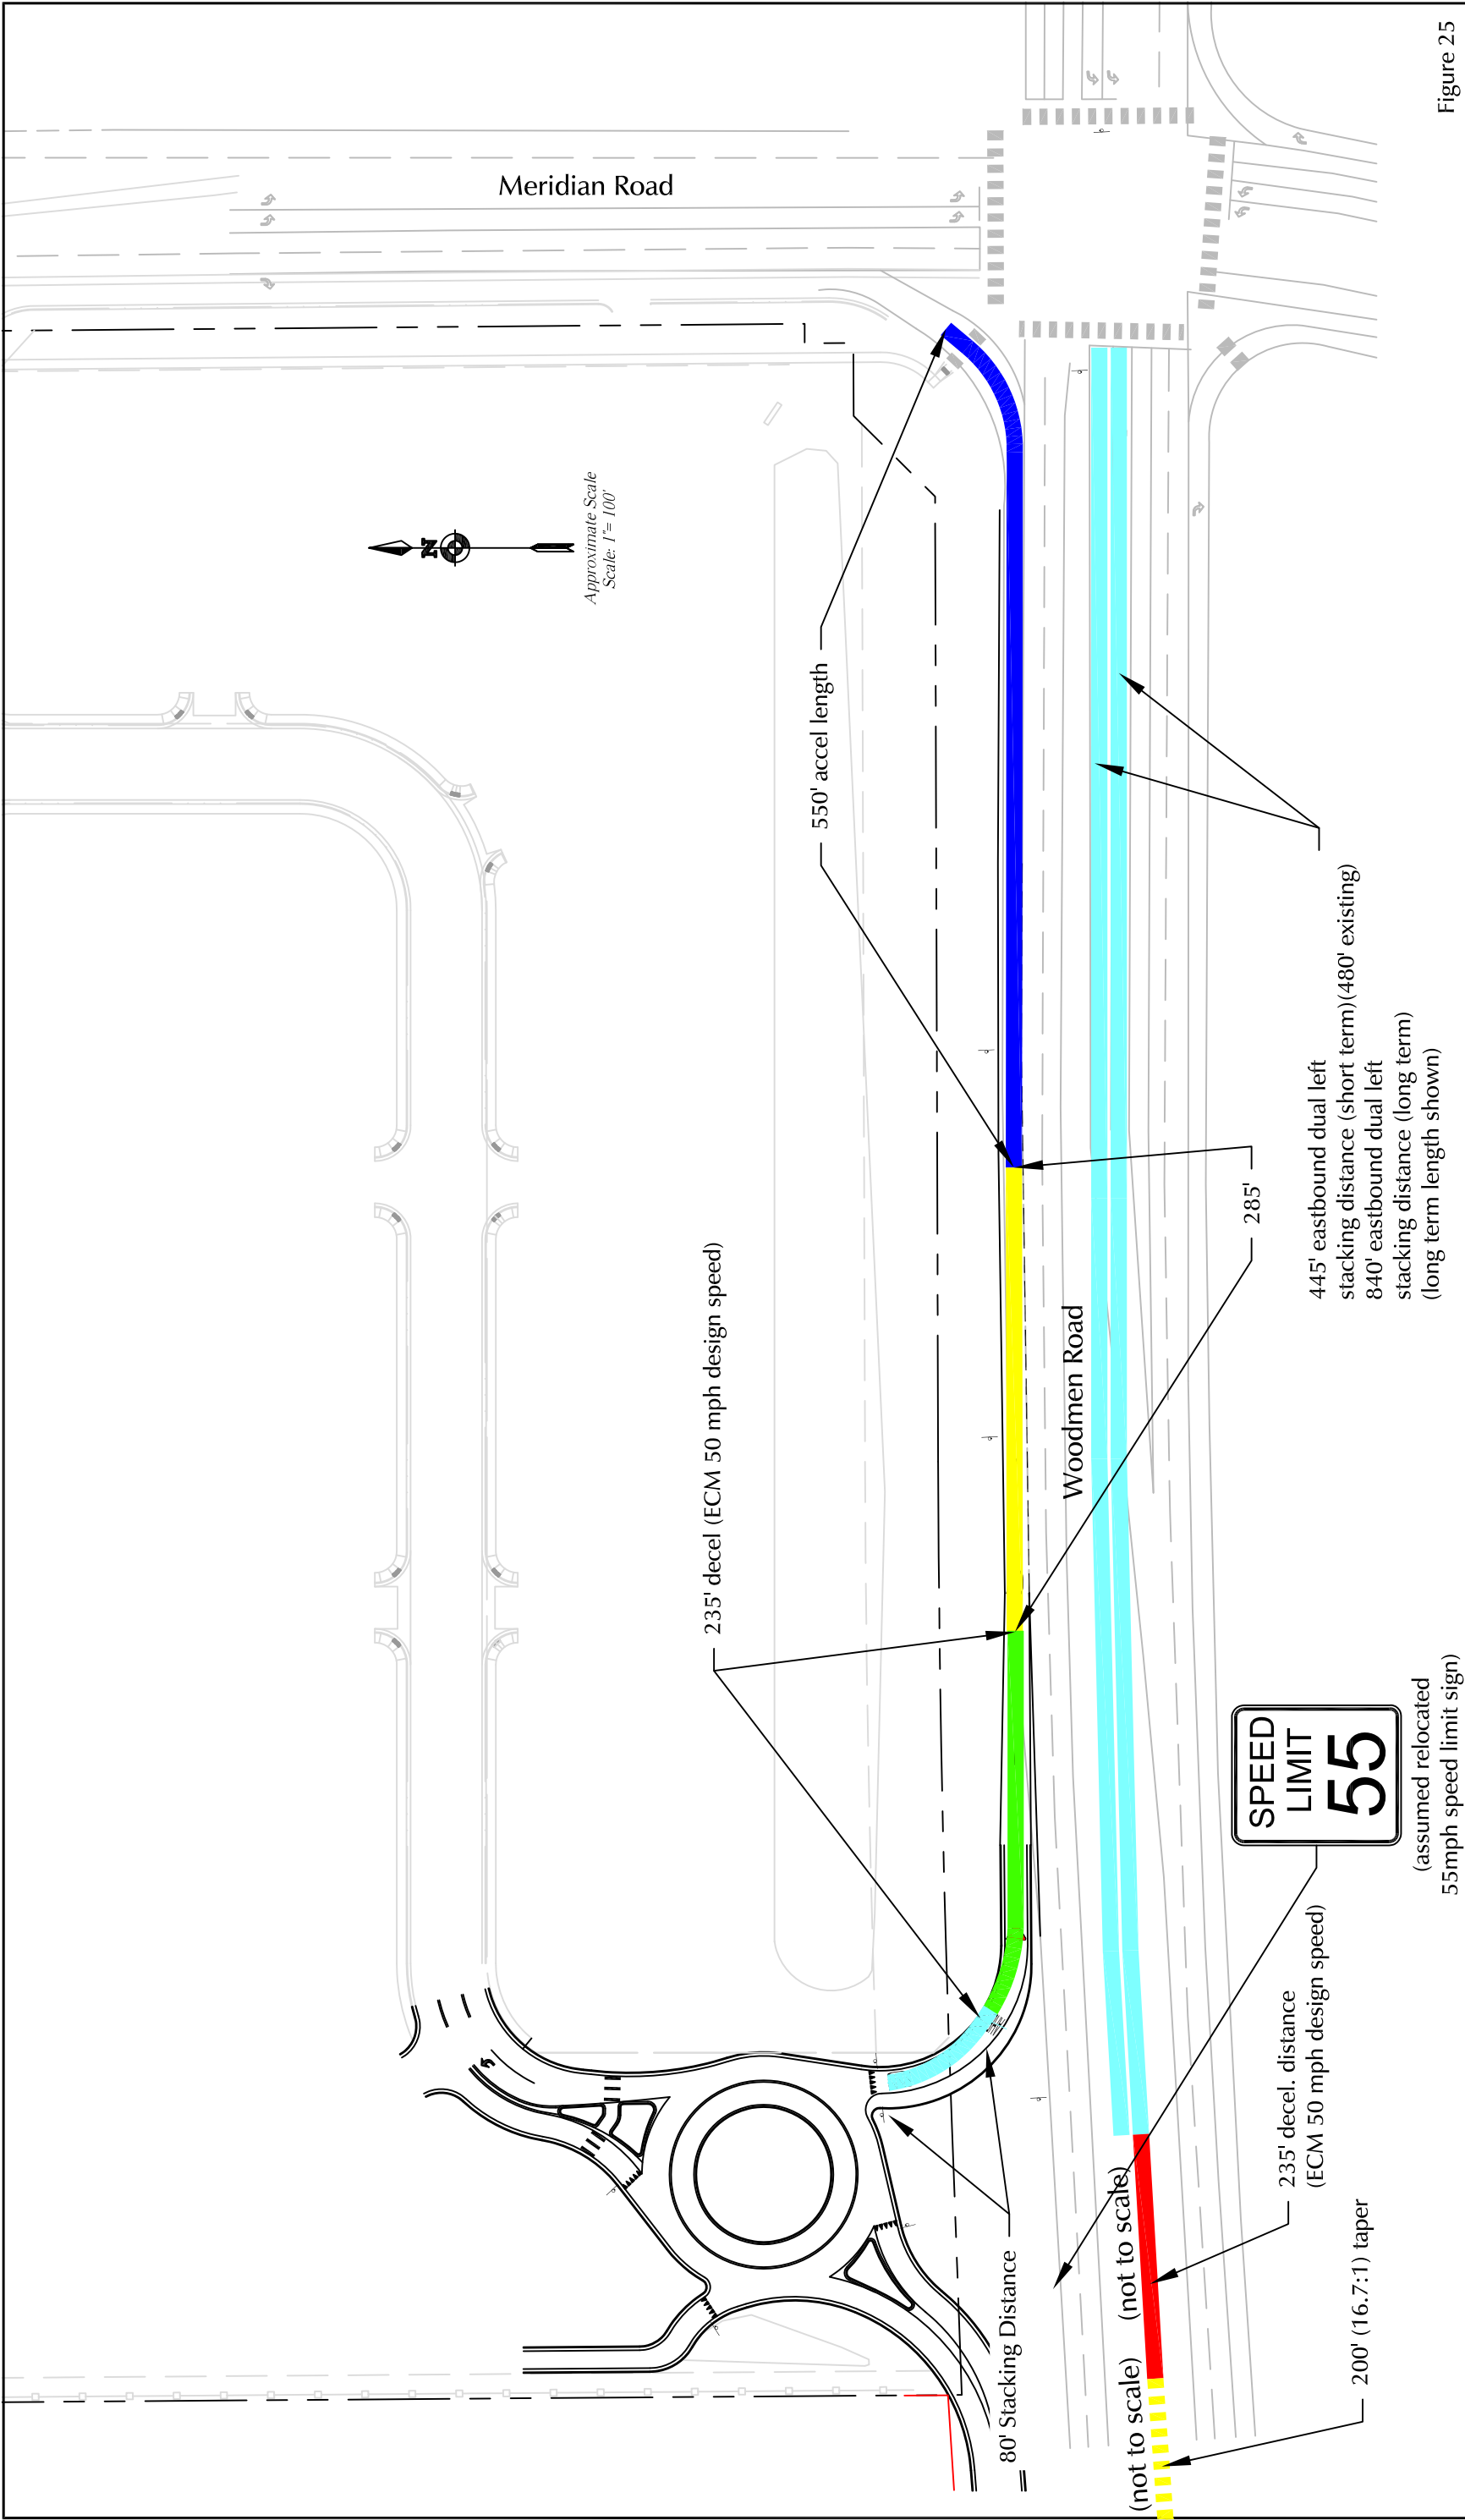 Meridian Road
N
Approximate Scale
Scale: 1"= 100'
550' accel length
235' decel (ECM 50 mph design speed)
Woodmen Road
285'
445' eastbound dual left
stacking distance (short term)(480' existing)
840' eastbound dual left
stacking distance (long term)
(long term length shown)
SPEED
LIMIT
55
(assumed relocated
55mph speed limit sign)
235' decel. distance
(ECM 50 mph design speed)
80' Stacking Distance
(not to scale)
(not to scale)
200' (16.7:1) taper
Figure 25